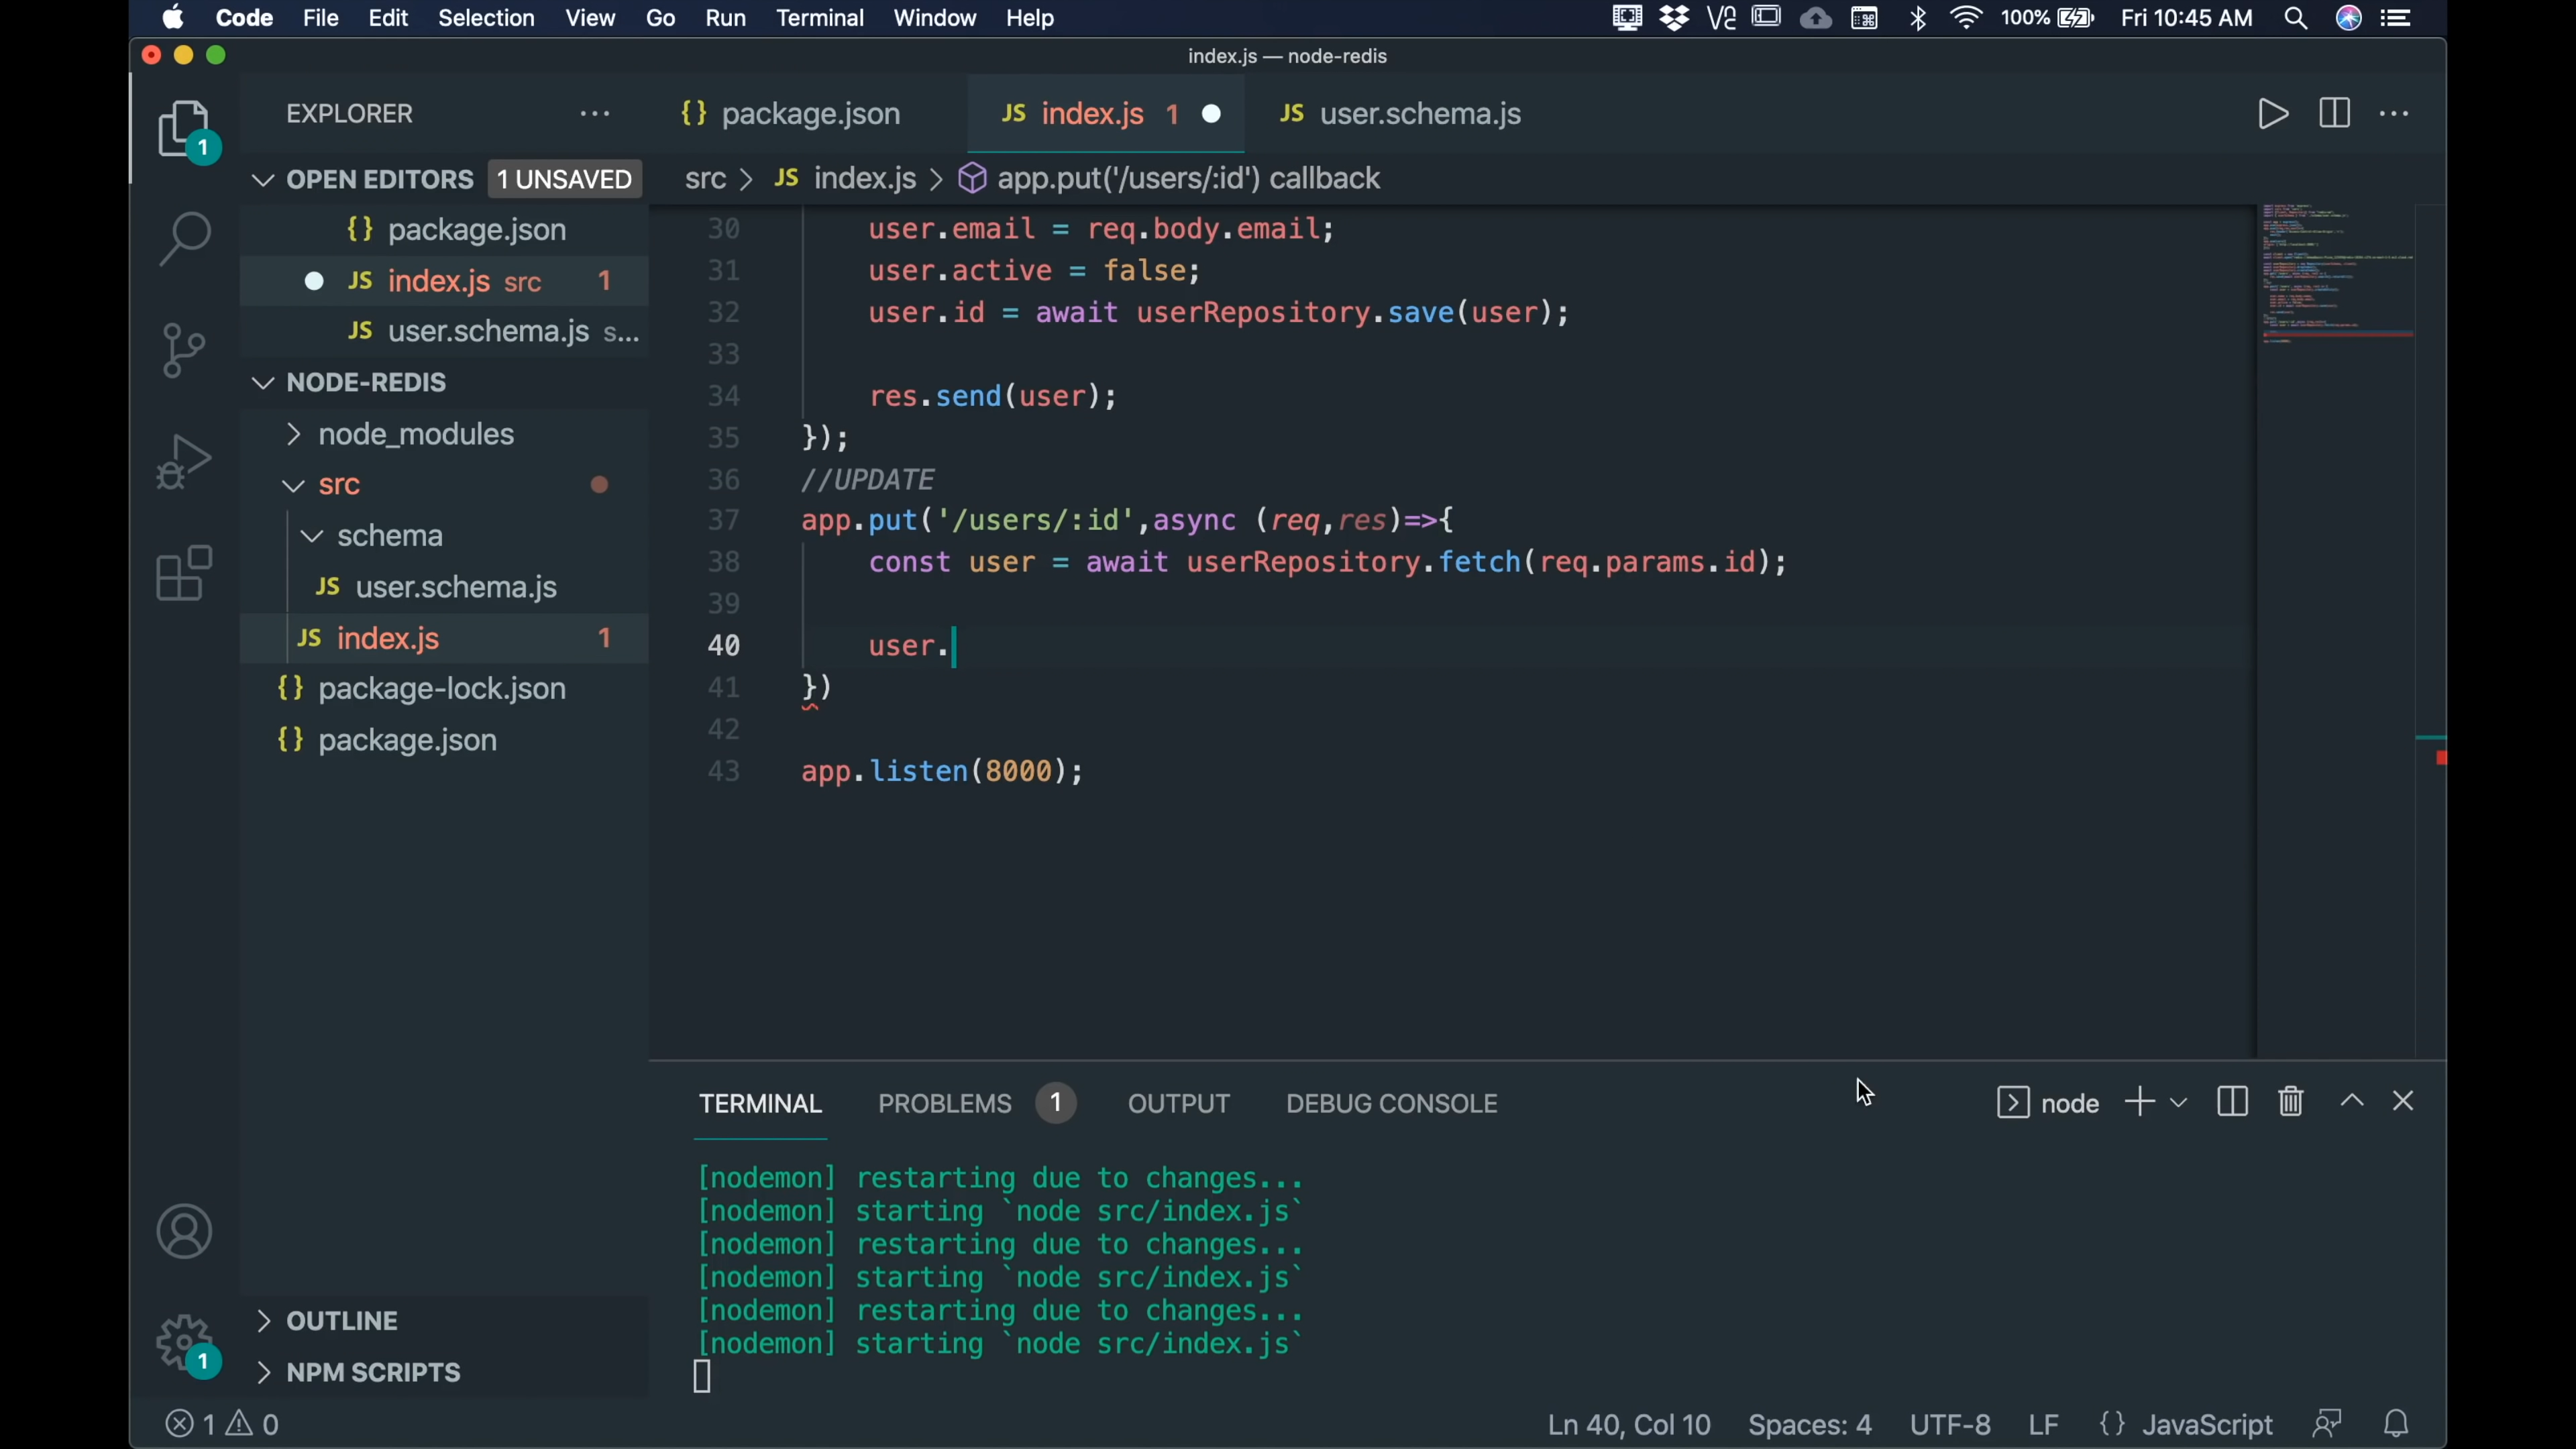 Code File Edit Selection View Go Run Terminal Window Help 100% Fri 10:45 AM
index.js — node-redis
EXPLORER ··· {} package.json JS index.js 1 JS user.schema.js ···
1
OPEN EDITORS 1 UNSAVED
src > JS index.js > app.put('/users/:id') callback
{} package.json
JS index.js src 1
JS user.schema.js s...
NODE-REDIS
node_modules
src
schema
JS user.schema.js
JS index.js 1
{} package-lock.json
{} package.json
30 user.email = req.body.email;
31 user.active = false;
32 user.id = await userRepository.save(user);
33
34 res.send(user);
35 });
36 //UPDATE
37 app.put('/users/:id',async (req,res)=>{
38 const user = await userRepository.fetch(req.params.id);
39
40 user.
41 })
42
43 app.listen(8000);
TERMINAL PROBLEMS 1 OUTPUT DEBUG CONSOLE node
[nodemon] restarting due to changes...
[nodemon] starting `node src/index.js`
[nodemon] restarting due to changes...
[nodemon] starting `node src/index.js`
[nodemon] restarting due to changes...
[nodemon] starting `node src/index.js`
OUTLINE
1
NPM SCRIPTS
1 0 Ln 40, Col 10 Spaces: 4 UTF-8 LF {} JavaScript